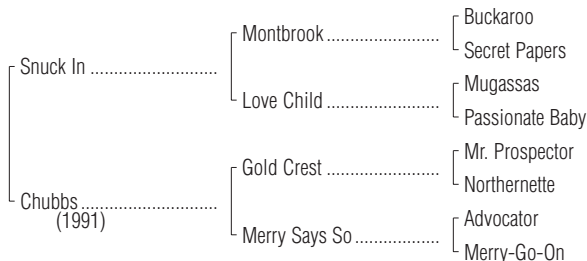 Buckaroo
Montbrook ..............................
Secret Papers
Snuck In ..................................
Mugassas
Love Child ..............................
Passionate Baby
Mr. Prospector
Gold Crest ..............................
Northernette
Chubbs ....................................
(1991)
Advocator
Merry Says So ......................
Merry-Go-On